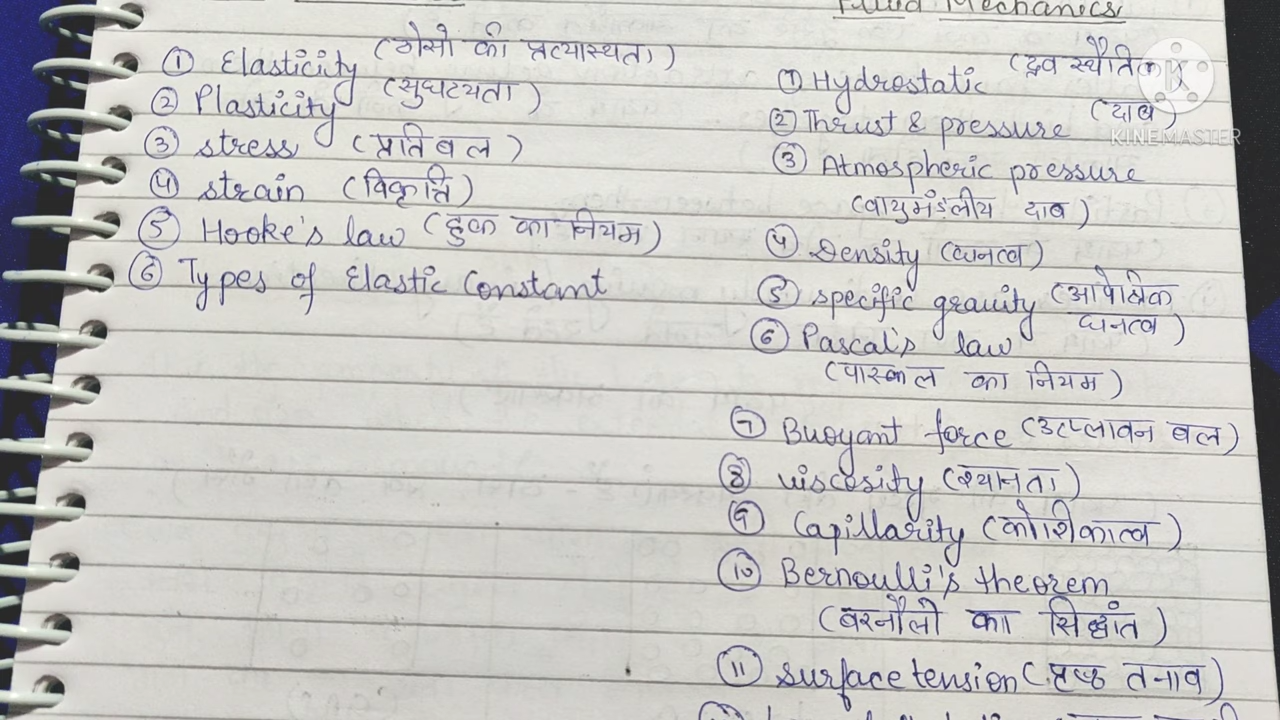 Fluid Mechanics
① Elasticity (ठोसो की प्रत्यास्थता)
② Plasticity (सुघटयता)
③ stress (प्रतिबल)
④ strain (विकृति)
⑤ Hooke's law (हुक का नियम)
⑥ Types of Elastic Constant
① Hydrostatic (द्रव स्थैतिक
② Thrust & pressure (दाब)
③ Atmospheric pressure
(वायुमंडलीय दाब)
④ Density (घनत्व)
⑤ specific gravity (आपेक्षिक
घनत्व)
⑥ Pascal's law
(पास्कल का नियम)
⑦ Buoyant force (उत्प्लावन बल)
⑧ viscosity (श्यानता)
⑨ Capillarity (केशिकात्व)
⑩ Bernoulli's theorem
(बरनौली का सिद्धांत)
⑪ surface tension (पृष्ठ तनाव)
KINEMASTER